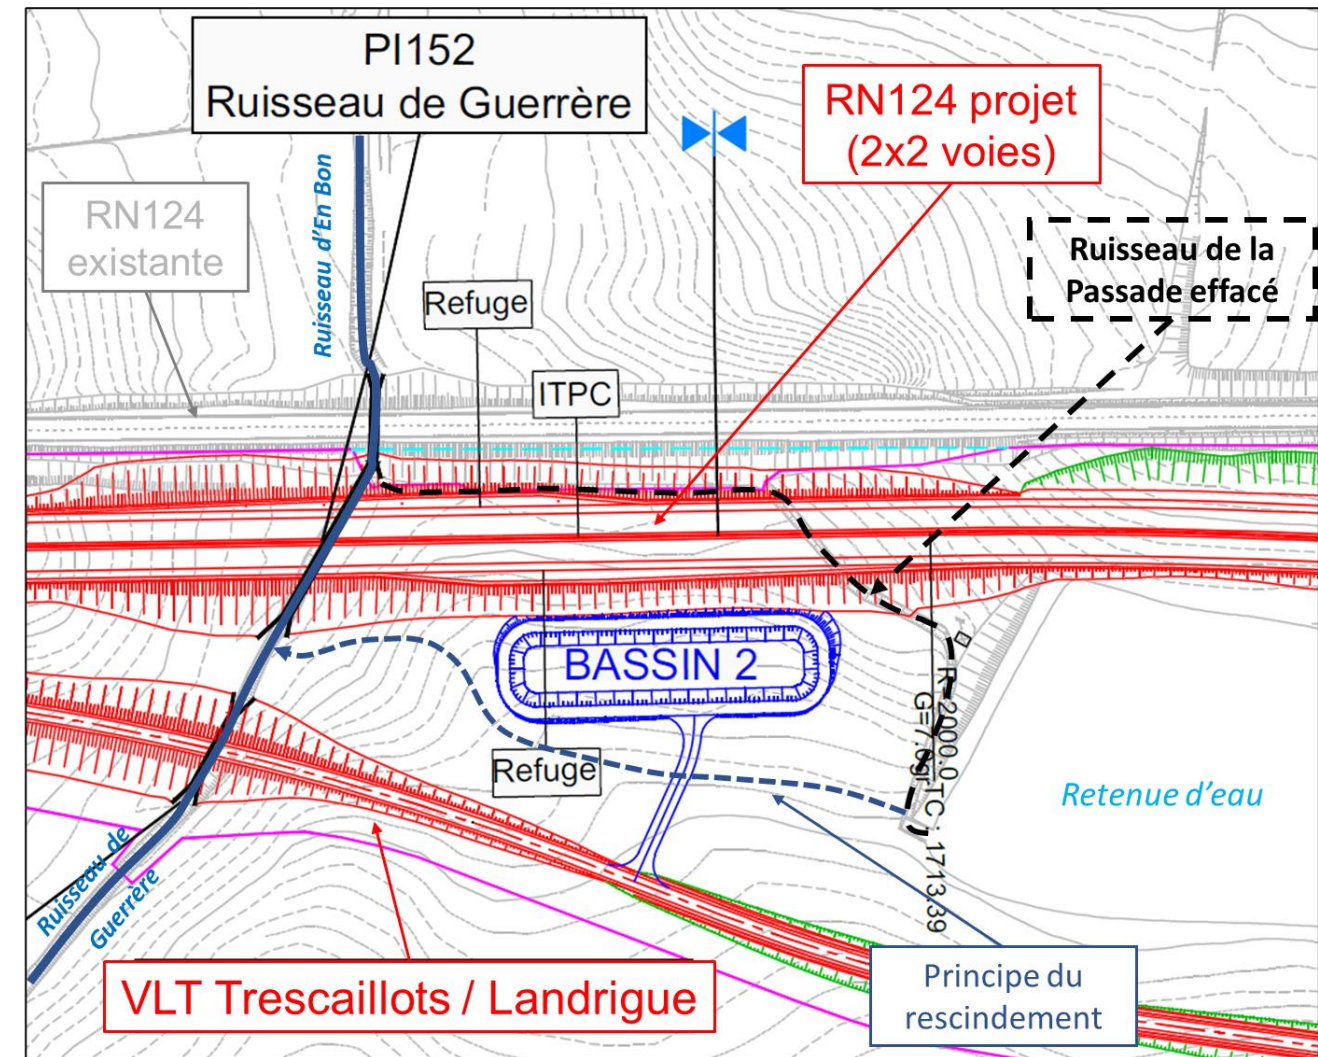 PI152
Ruisseau de Guerrère
RN124 projet
(2x2 voies)
RN124
existante
Ruisseau d'En Bon
Ruisseau de la
Passade effacé
Refuge
ITPC
BASSIN 2
Refuge
R=2000.0
G=7.0%
TC : 1713.39
Retenue d'eau
Ruisseau de
Guerrère
VLT Trescaillots / Landrigue
Principe du
rescindement